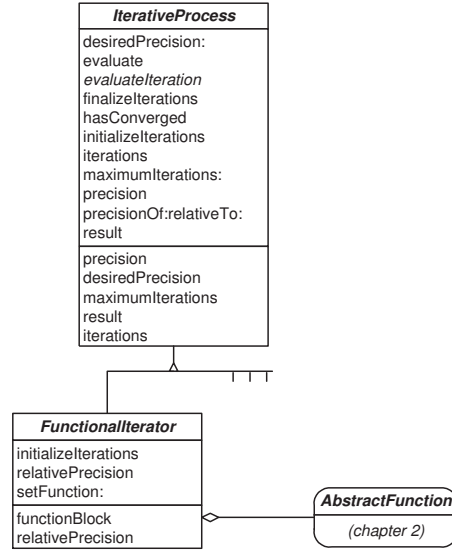 IterativeProcess
desiredPrecision:
evaluate
evaluateIteration
finalizeIterations
hasConverged
initializeIterations
iterations
maximumIterations:
precision
precisionOf:relativeTo:
result
precision
desiredPrecision
maximumIterations
result
iterations
FunctionalIterator
initializeIterations
relativePrecision
setFunction:
functionBlock
relativePrecision
AbstractFunction
(chapter 2)